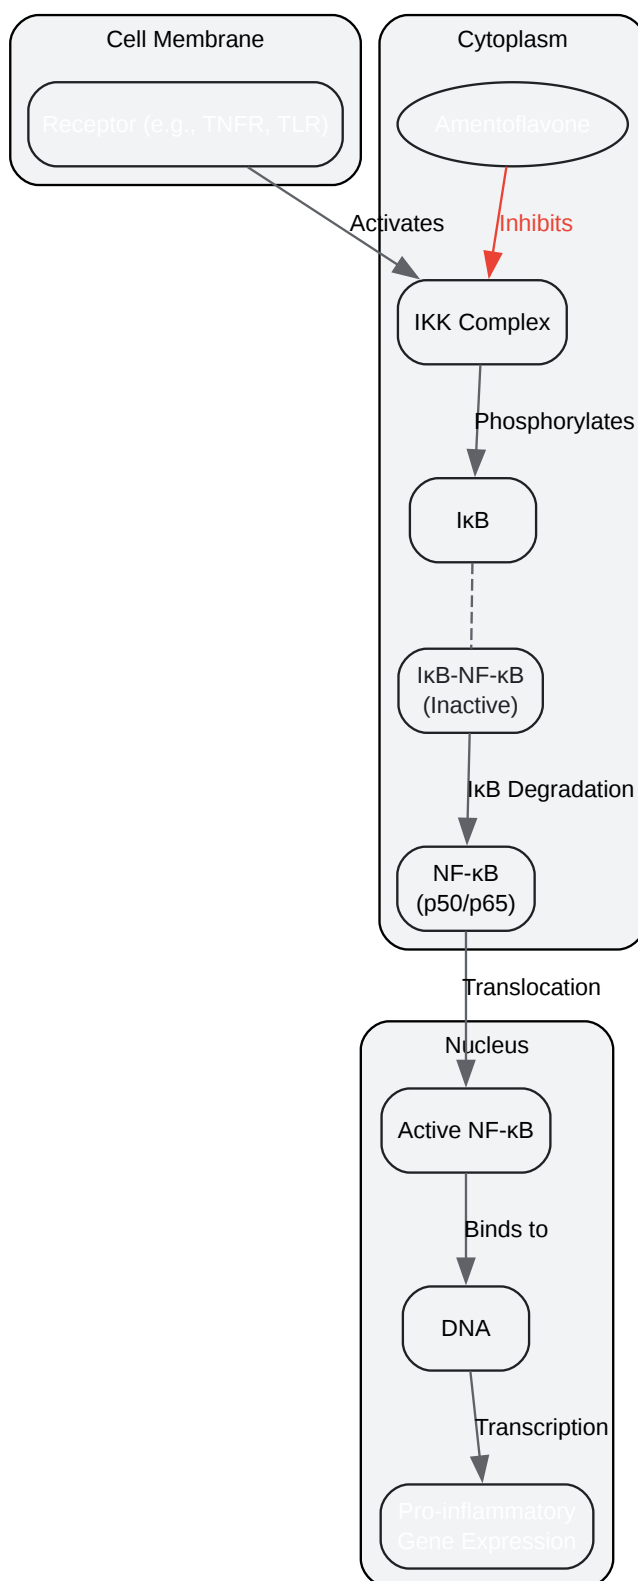 Cell Membrane
Cytoplasm
Receptor (e.g., TNFR, TLR)
Amentoflavone
Activates
Inhibits
IKK Complex
Phosphorylates
IκB
IκB-NF-κB
(Inactive)
IκB Degradation
NF-κB
(p50/p65)
Translocation
Nucleus
Active NF-κB
Binds to
DNA
Transcription
Pro-inflammatory
Gene Expression